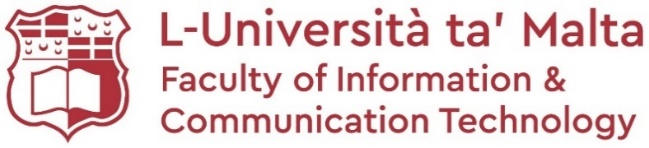 L-Università ta' Malta
Faculty of Information &
Communication Technology